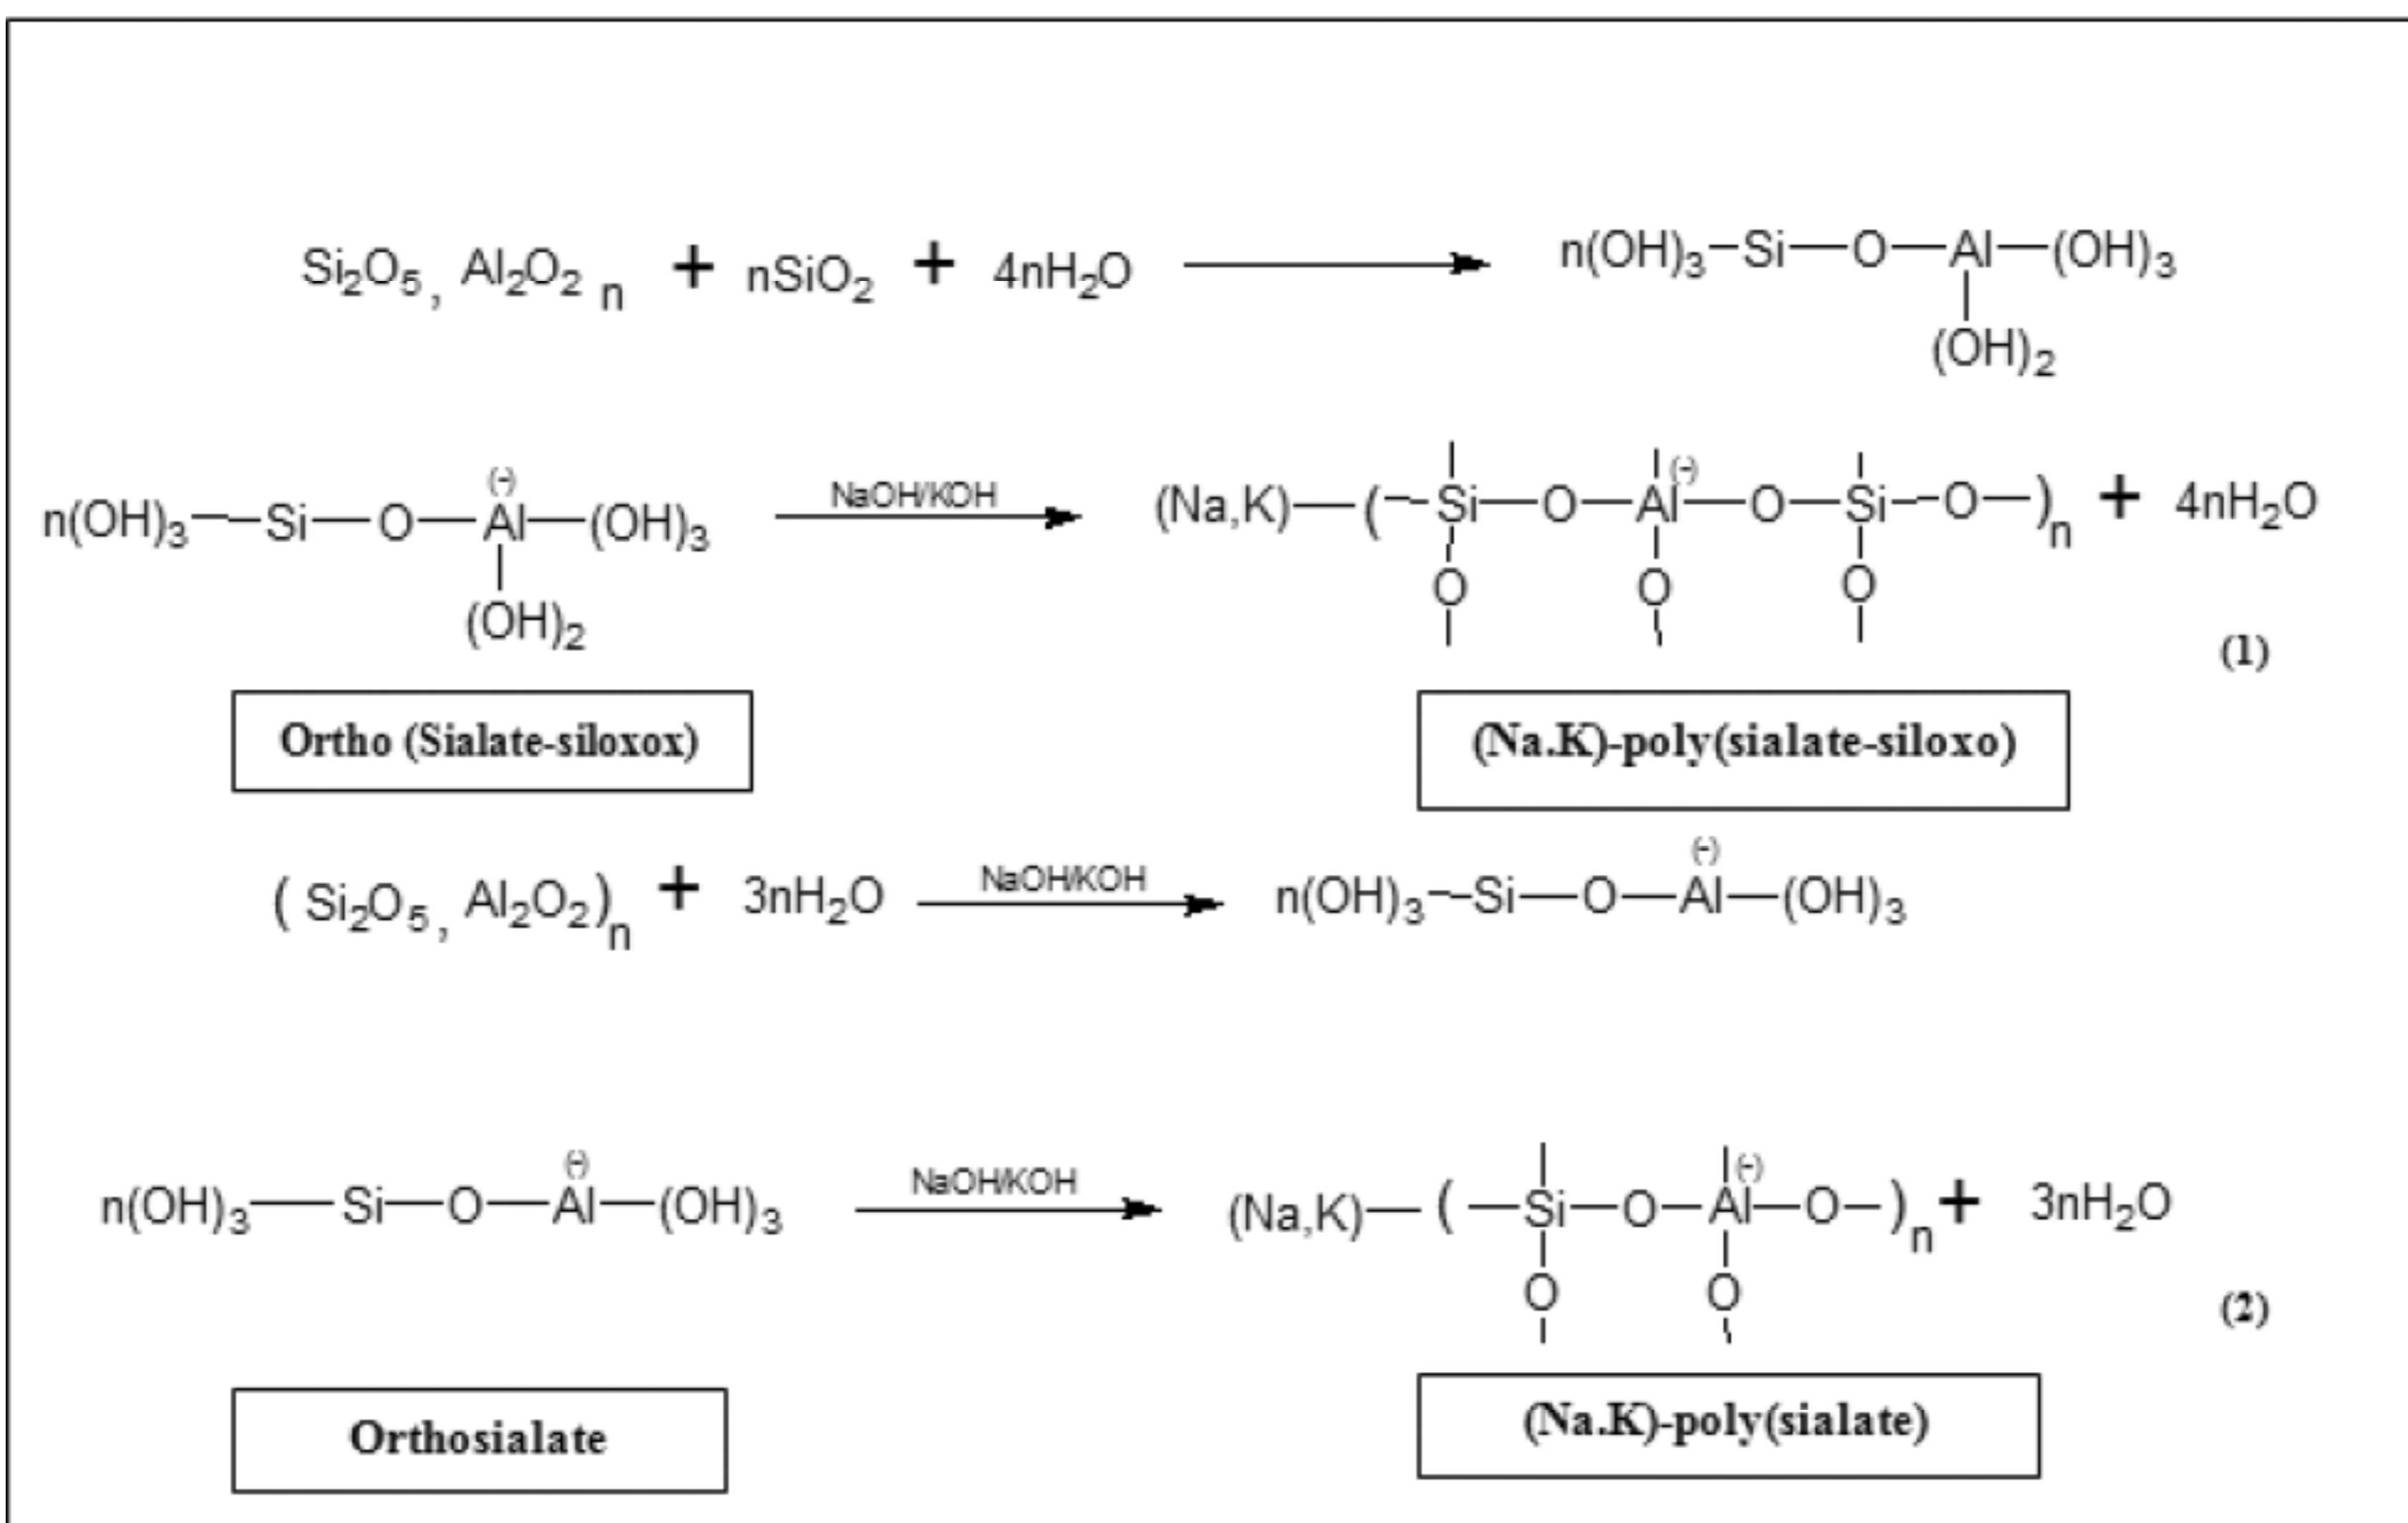 Si₂O₅, Al₂O₂ n + nSiO₂ + 4nH₂O → n(OH)₃—Si—O—Al—(OH)₃
(OH)₂
(-)
n(OH)₃—Si—O—Al—(OH)₃ NaOH/KOH → (Na,K)—(—Si—O—Al(-)—O—Si—O—)n + 4nH₂O
(OH)₂ O O O
(1)
Ortho (Sialate-siloxox) (Na.K)-poly(sialate-siloxo)
(-)
( Si₂O₅, Al₂O₂)n + 3nH₂O NaOH/KOH → n(OH)₃—Si—O—Al—(OH)₃
(-)
n(OH)₃—Si—O—Al—(OH)₃ NaOH/KOH → (Na,K)—(—Si—O—Al(-)—O—)n + 3nH₂O
O O
(2)
Orthosialate (Na.K)-poly(sialate)